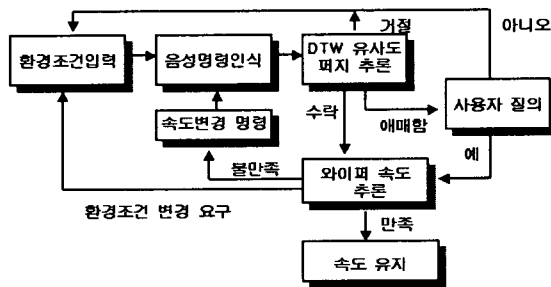 거절
아니오
환경조건입력
음성명령인식
DTW 유사도
퍼지 추론
사용자 질의
속도변경 명령
수락
애매함
예
불만족
와이퍼 속도
추론
환경조건 변경 요구
만족
속도 유지